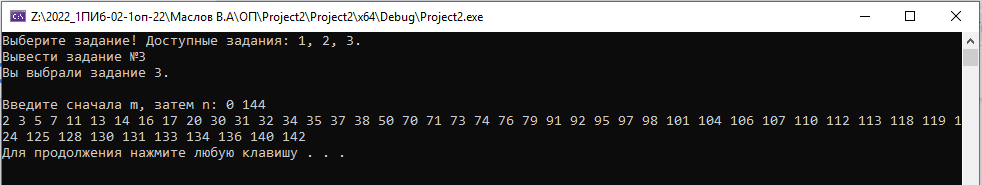 Z:\2022_1ПИб-02-1оп-22\Маслов В.А\ОП\Project2\Project2\x64\Debug\Project2.exe
Выберите задание! Доступные задания: 1, 2, 3.
Вывести задание №3
Вы выбрали задание 3.
Введите сначала m, затем n: 0 144
2 3 5 7 11 13 14 16 17 20 30 31 32 34 35 37 38 50 70 71 73 74 76 79 91 92 95 97 98 101 104 106 107 110 112 113 118 119 1
24 125 128 130 131 133 134 136 140 142
Для продолжения нажмите любую клавишу . . .